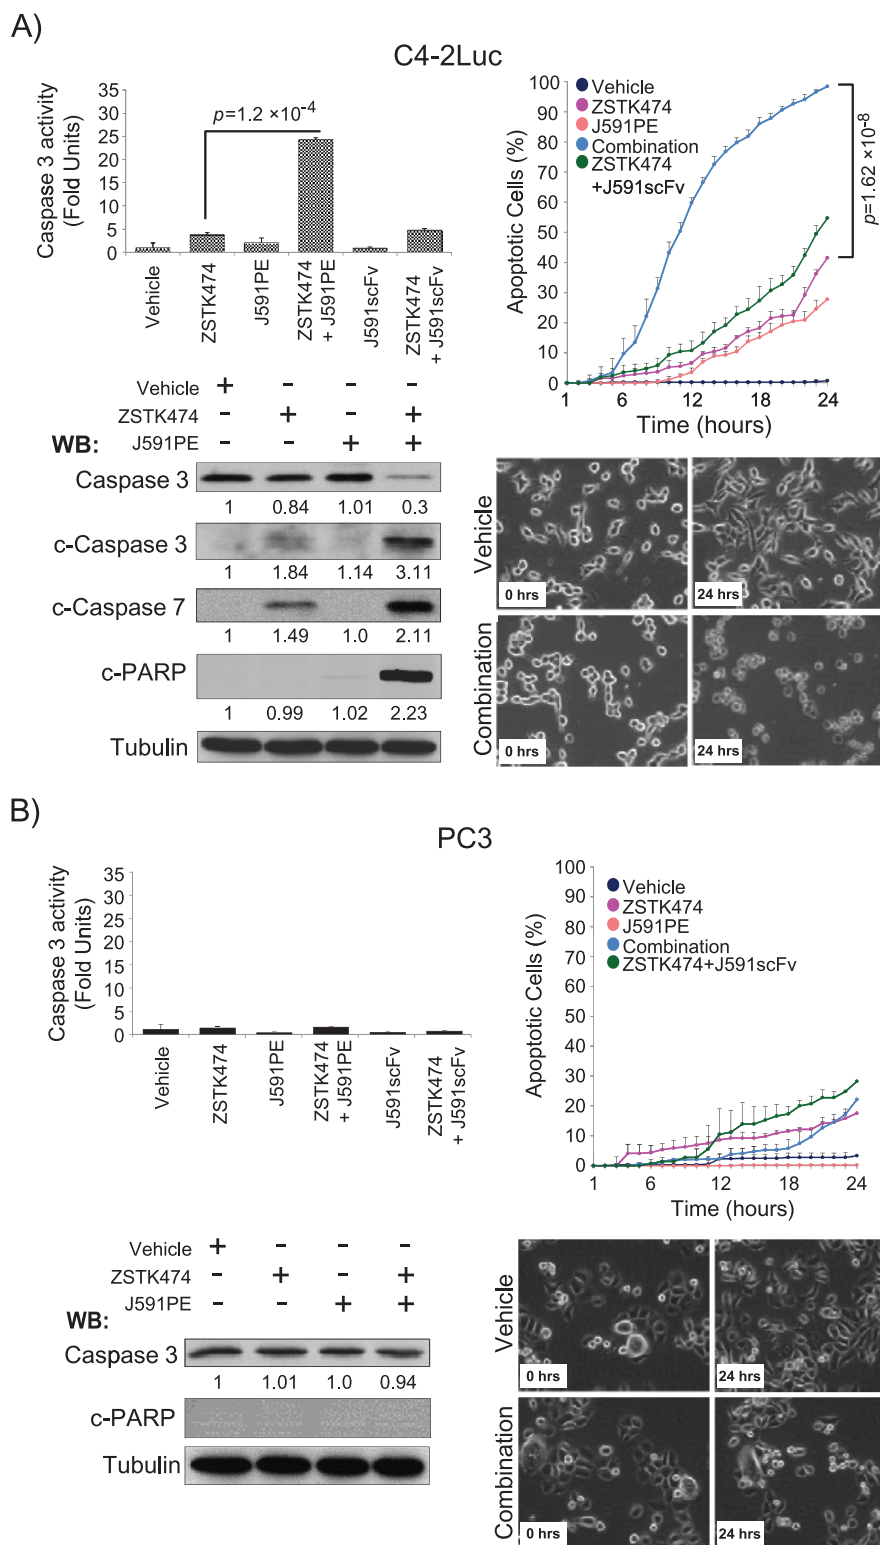 A)
C4-2Luc
Caspase 3 activity
(Fold Units)
35
30
25
20
15
10
5
0
p=1.2 ×10-4
Vehicle
ZSTK474
J591PE
ZSTK474
+ J591PE
J591scFv
ZSTK474
+ J591scFv
Apoptotic Cells (%)
100
90
80
70
60
50
40
30
20
10
0
Vehicle
ZSTK474
J591PE
Combination
ZSTK474
+J591scFv
p=1.62 ×10-8
1 6 12 18 24
Time (hours)
Vehicle + - - -
ZSTK474 - + - +
WB: J591PE - - + +
Caspase 3
1 0.84 1.01 0.3
c-Caspase 3
1 1.84 1.14 3.11
c-Caspase 7
1 1.49 1.0 2.11
c-PARP
1 0.99 1.02 2.23
Tubulin
Vehicle
0 hrs
24 hrs
Combination
0 hrs
24 hrs
B)
PC3
Caspase 3 activity
(Fold Units)
35
30
25
20
15
10
5
0
Vehicle
ZSTK474
J591PE
ZSTK474
+ J591PE
J591scFv
ZSTK474
+ J591scFv
Apoptotic Cells (%)
100
90
80
70
60
50
40
30
20
10
0
Vehicle
ZSTK474
J591PE
Combination
ZSTK474+J591scFv
1 6 12 18 24
Time (hours)
Vehicle + - - -
ZSTK474 - + - +
J591PE - - + +
WB:
Caspase 3
1 1.01 1.0 0.94
c-PARP
Tubulin
Vehicle
0 hrs
24 hrs
Combination
0 hrs
24 hrs